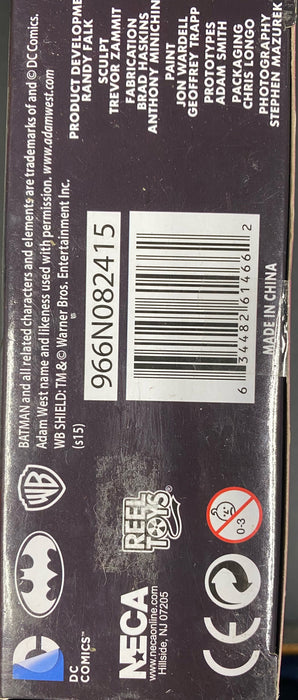 BATMAN and all related characters and elements are trademarks of and © DC Comics.
Adam West name and likeness used with permission. www.adamwest.com
WB SHIELD: TM & © Warner Bros. Entertainment Inc.
(s15)
PRODUCT DEVELOPME
RANDY FALK
SCULPT
TREVOR ZAMMIT
FABRICATION
BRAD HASKINS
ANTHONY MINICHIN
PAINT
JON WARDELL
GEOFFREY TRAPP
PROTOTYPES
ADAM SMITH
PACKAGING
CHRIS LONGO
PHOTOGRAPHY
STEPHEN MAZUREK
966N082415
6 34482 61466 2
MADE IN CHINA
DC
COMICS™
WB
REEL
TOYS®
NECA
www.necaonline.com
Hillside, NJ 07205
CE
0-3